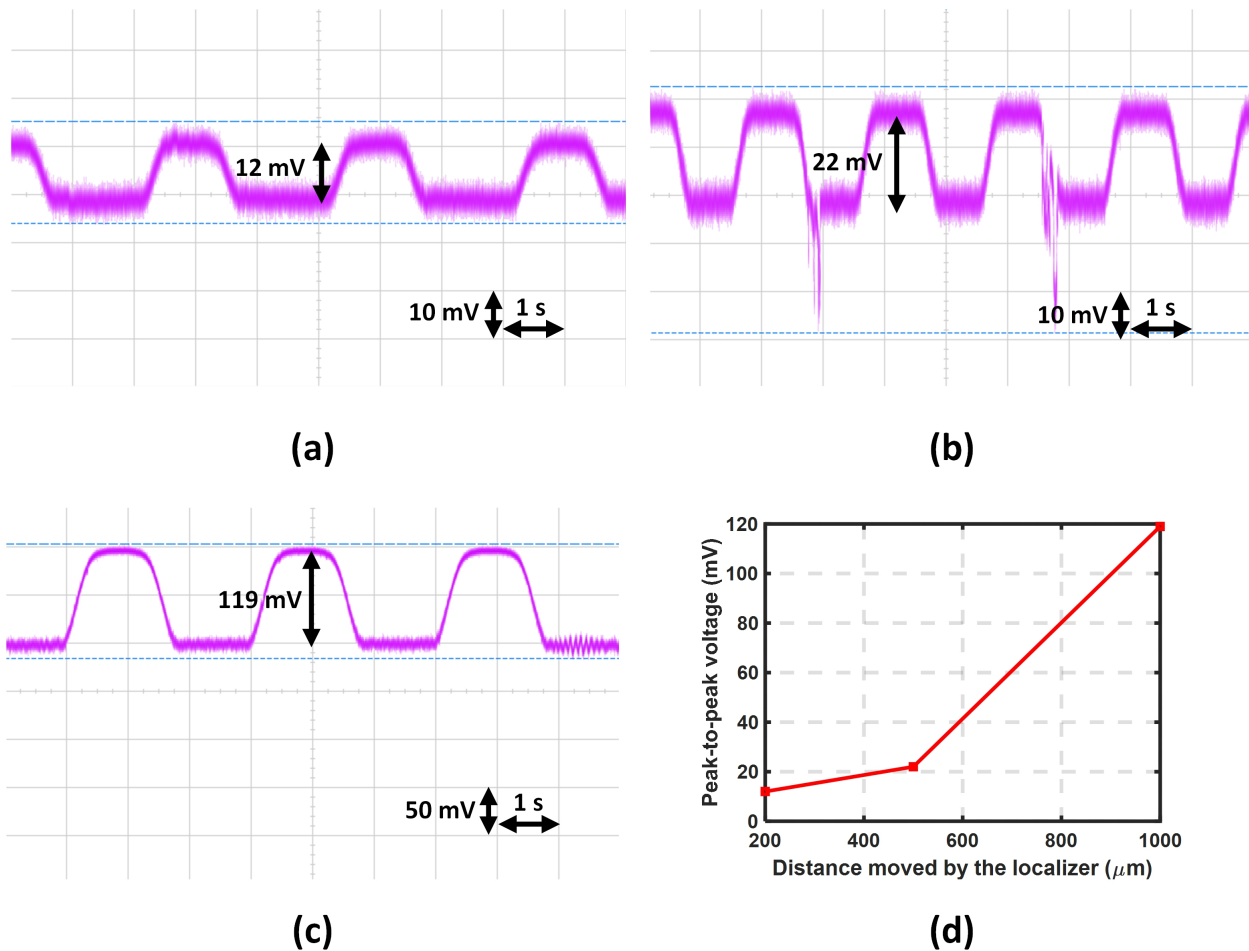 12 mV
10 mV
1 s
(a)
22 mV
10 mV
1 s
(b)
119 mV
50 mV
1 s
(c)
Peak-to-peak voltage (mV)
120
100
80
60
40
20
0
200 400 600 800 1000
Distance moved by the localizer (μm)
(d)